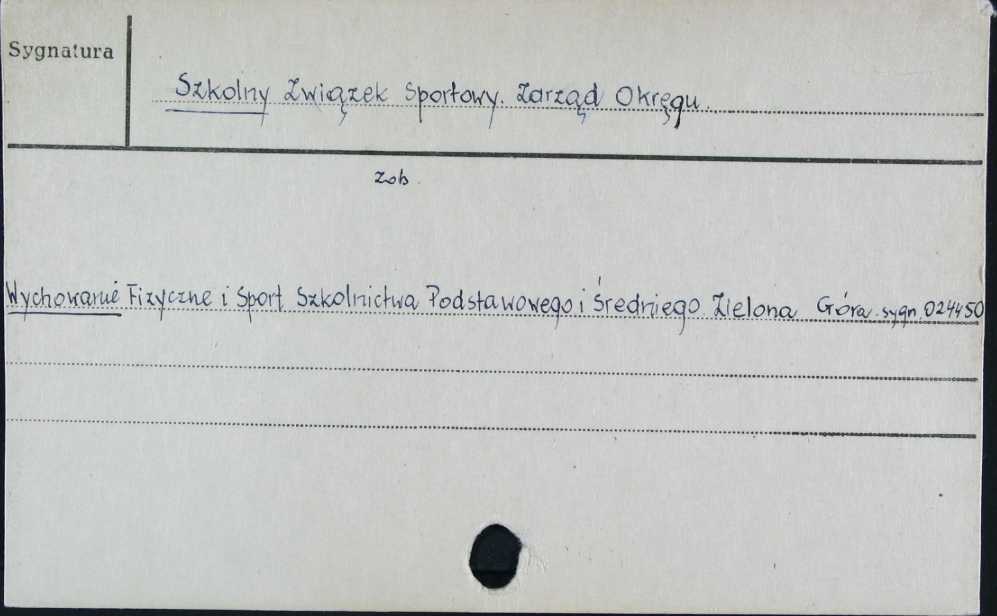 Sygnatura
Szkolny Związek Sportowy. Zarząd Okręgu.
zob.
Wychowanie Fizyczne i Sport Szkolnictwa Podstawowego i Średniego Zielona Góra. sygn. 024450